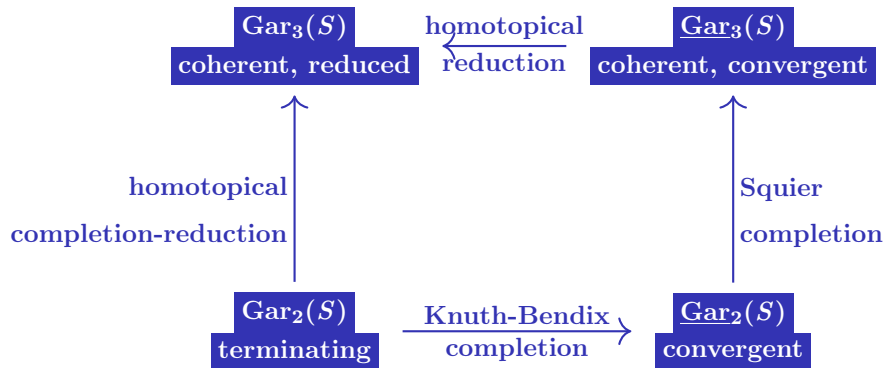 Gar₃(S)
coherent, reduced
homotopical
reduction
Gar₃(S)
coherent, convergent
homotopical
completion-reduction
Squier
completion
Gar₂(S)
terminating
Knuth-Bendix
completion
Gar₂(S)
convergent